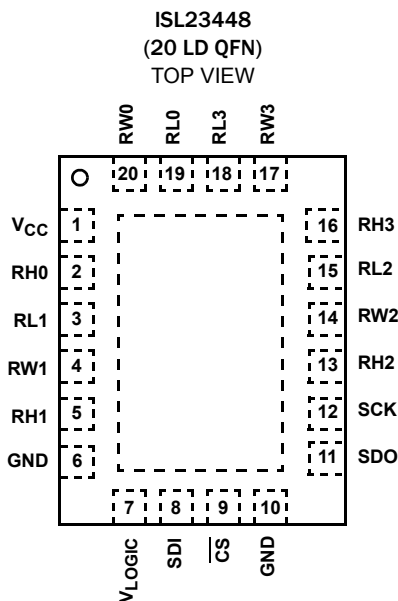 ISL23448
(20 LD QFN)
TOP VIEW
RW0 RL0 RL3 RW3
20 19 18 17
VCC 1 16 RH3
RH0 2 15 RL2
RL1 3 14 RW2
RW1 4 13 RH2
RH1 5 12 SCK
GND 6 11 SDO
7 8 9 10
VLOGIC SDI CS GND